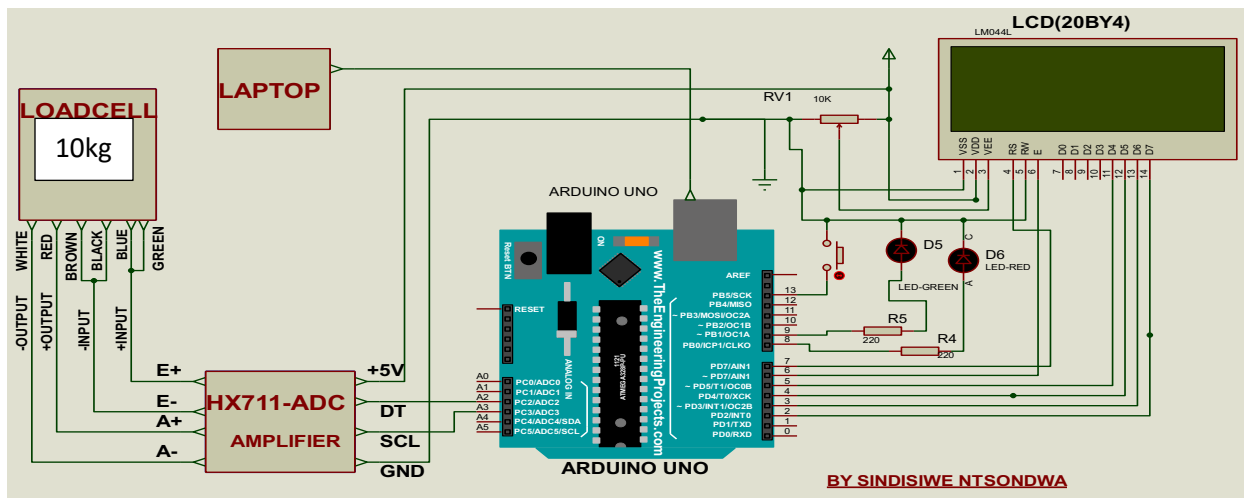 LCD(20BY4)
LM044L
LAPTOP
LOADCELL
10kg
RV1
10K
VSS
VDD
VEE
RS
RW
E
D0
D1
D2
D3
D4
D5
D6
D7
1
2
3
4
5
6
7
8
9
10
11
12
13
14
WHITE
RED
BROWN
BLACK
BLUE
GREEN
-OUTPUT
+OUTPUT
-INPUT
+INPUT
E+
E-
A+
A-
HX711-ADC
AMPLIFIER
+5V
DT
SCL
GND
ARDUINO UNO
Reset BTN
ON
RESET
ANALOG IN
www.TheEngineeringProjects.com
A0 PC0/ADC0
A1 PC1/ADC1
A2 PC2/ADC2
A3 PC3/ADC3
A4 PC4/ADC4/SDA
A5 PC5/ADC5/SCL
AREF
PB5/SCK 13
PB4/MISO 12
~ PB3/MOSI/OC2A 11
~ PB2/OC1B 10
~ PB1/OC1A 9
PB0/ICP1/CLKO 8
PD7/AIN1 7
~ PD7/AIN1 6
~ PD5/T1/OC0B 5
PD4/T0/XCK 4
~ PD3/INT1/OC2B 3
PD2/INT0 2
PD1/TXD 1
PD0/RXD 0
D5
LED-GREEN
D6
LED-RED
C
A
R5
220
R4
220
ARDUINO UNO
BY SINDISIWE NTSONDWA